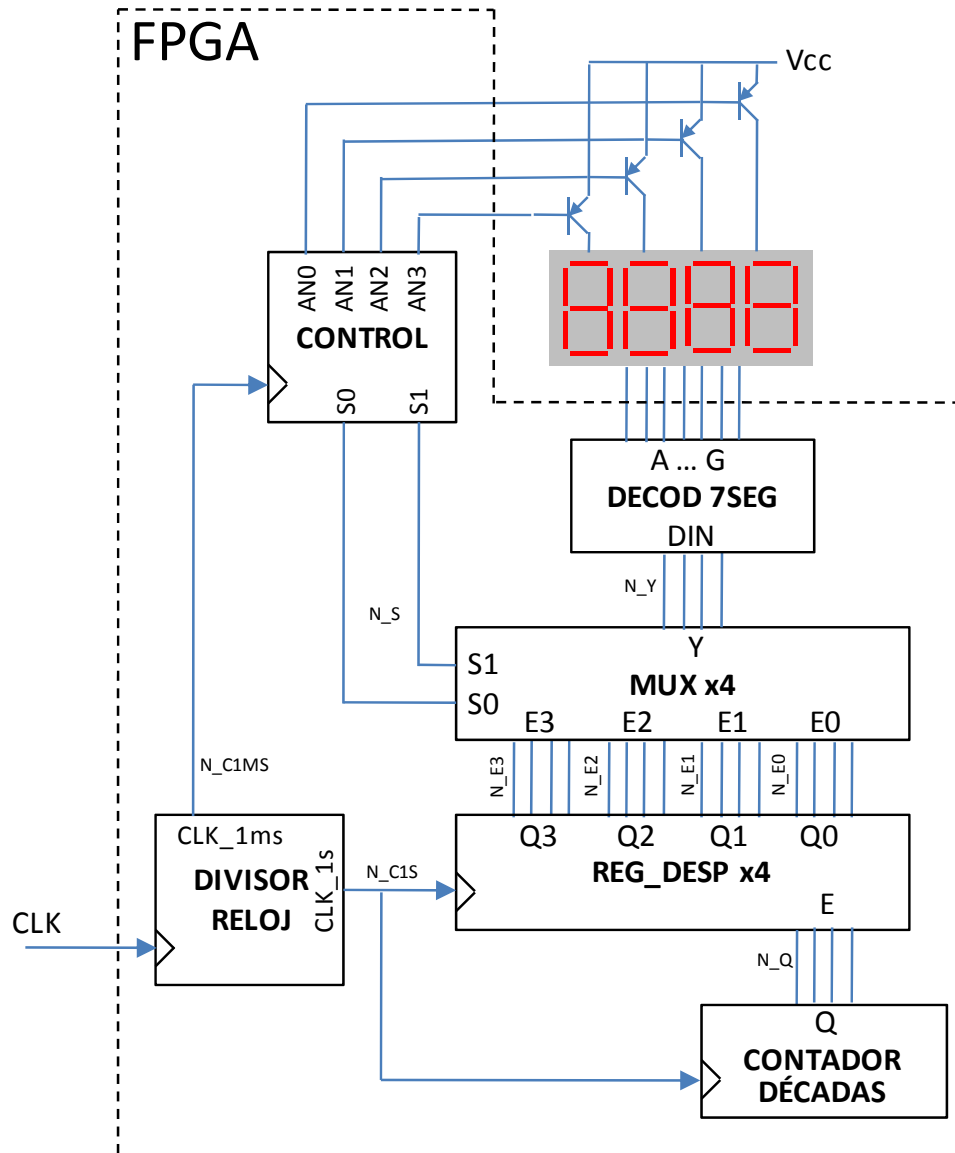 FPGA
Vcc
AN0
AN1
AN2
AN3
CONTROL
S0
S1
A ... G
DECOD 7SEG
DIN
N_Y
N_S
Y
S1
MUX x4
S0
E3 E2 E1 E0
N_C1MS
N_E3
N_E2
N_E1
N_E0
CLK_1ms
CLK_1s
DIVISOR
RELOJ
N_C1S
Q3 Q2 Q1 Q0
REG_DESP x4
E
CLK
N_Q
Q
CONTADOR
DÉCADAS